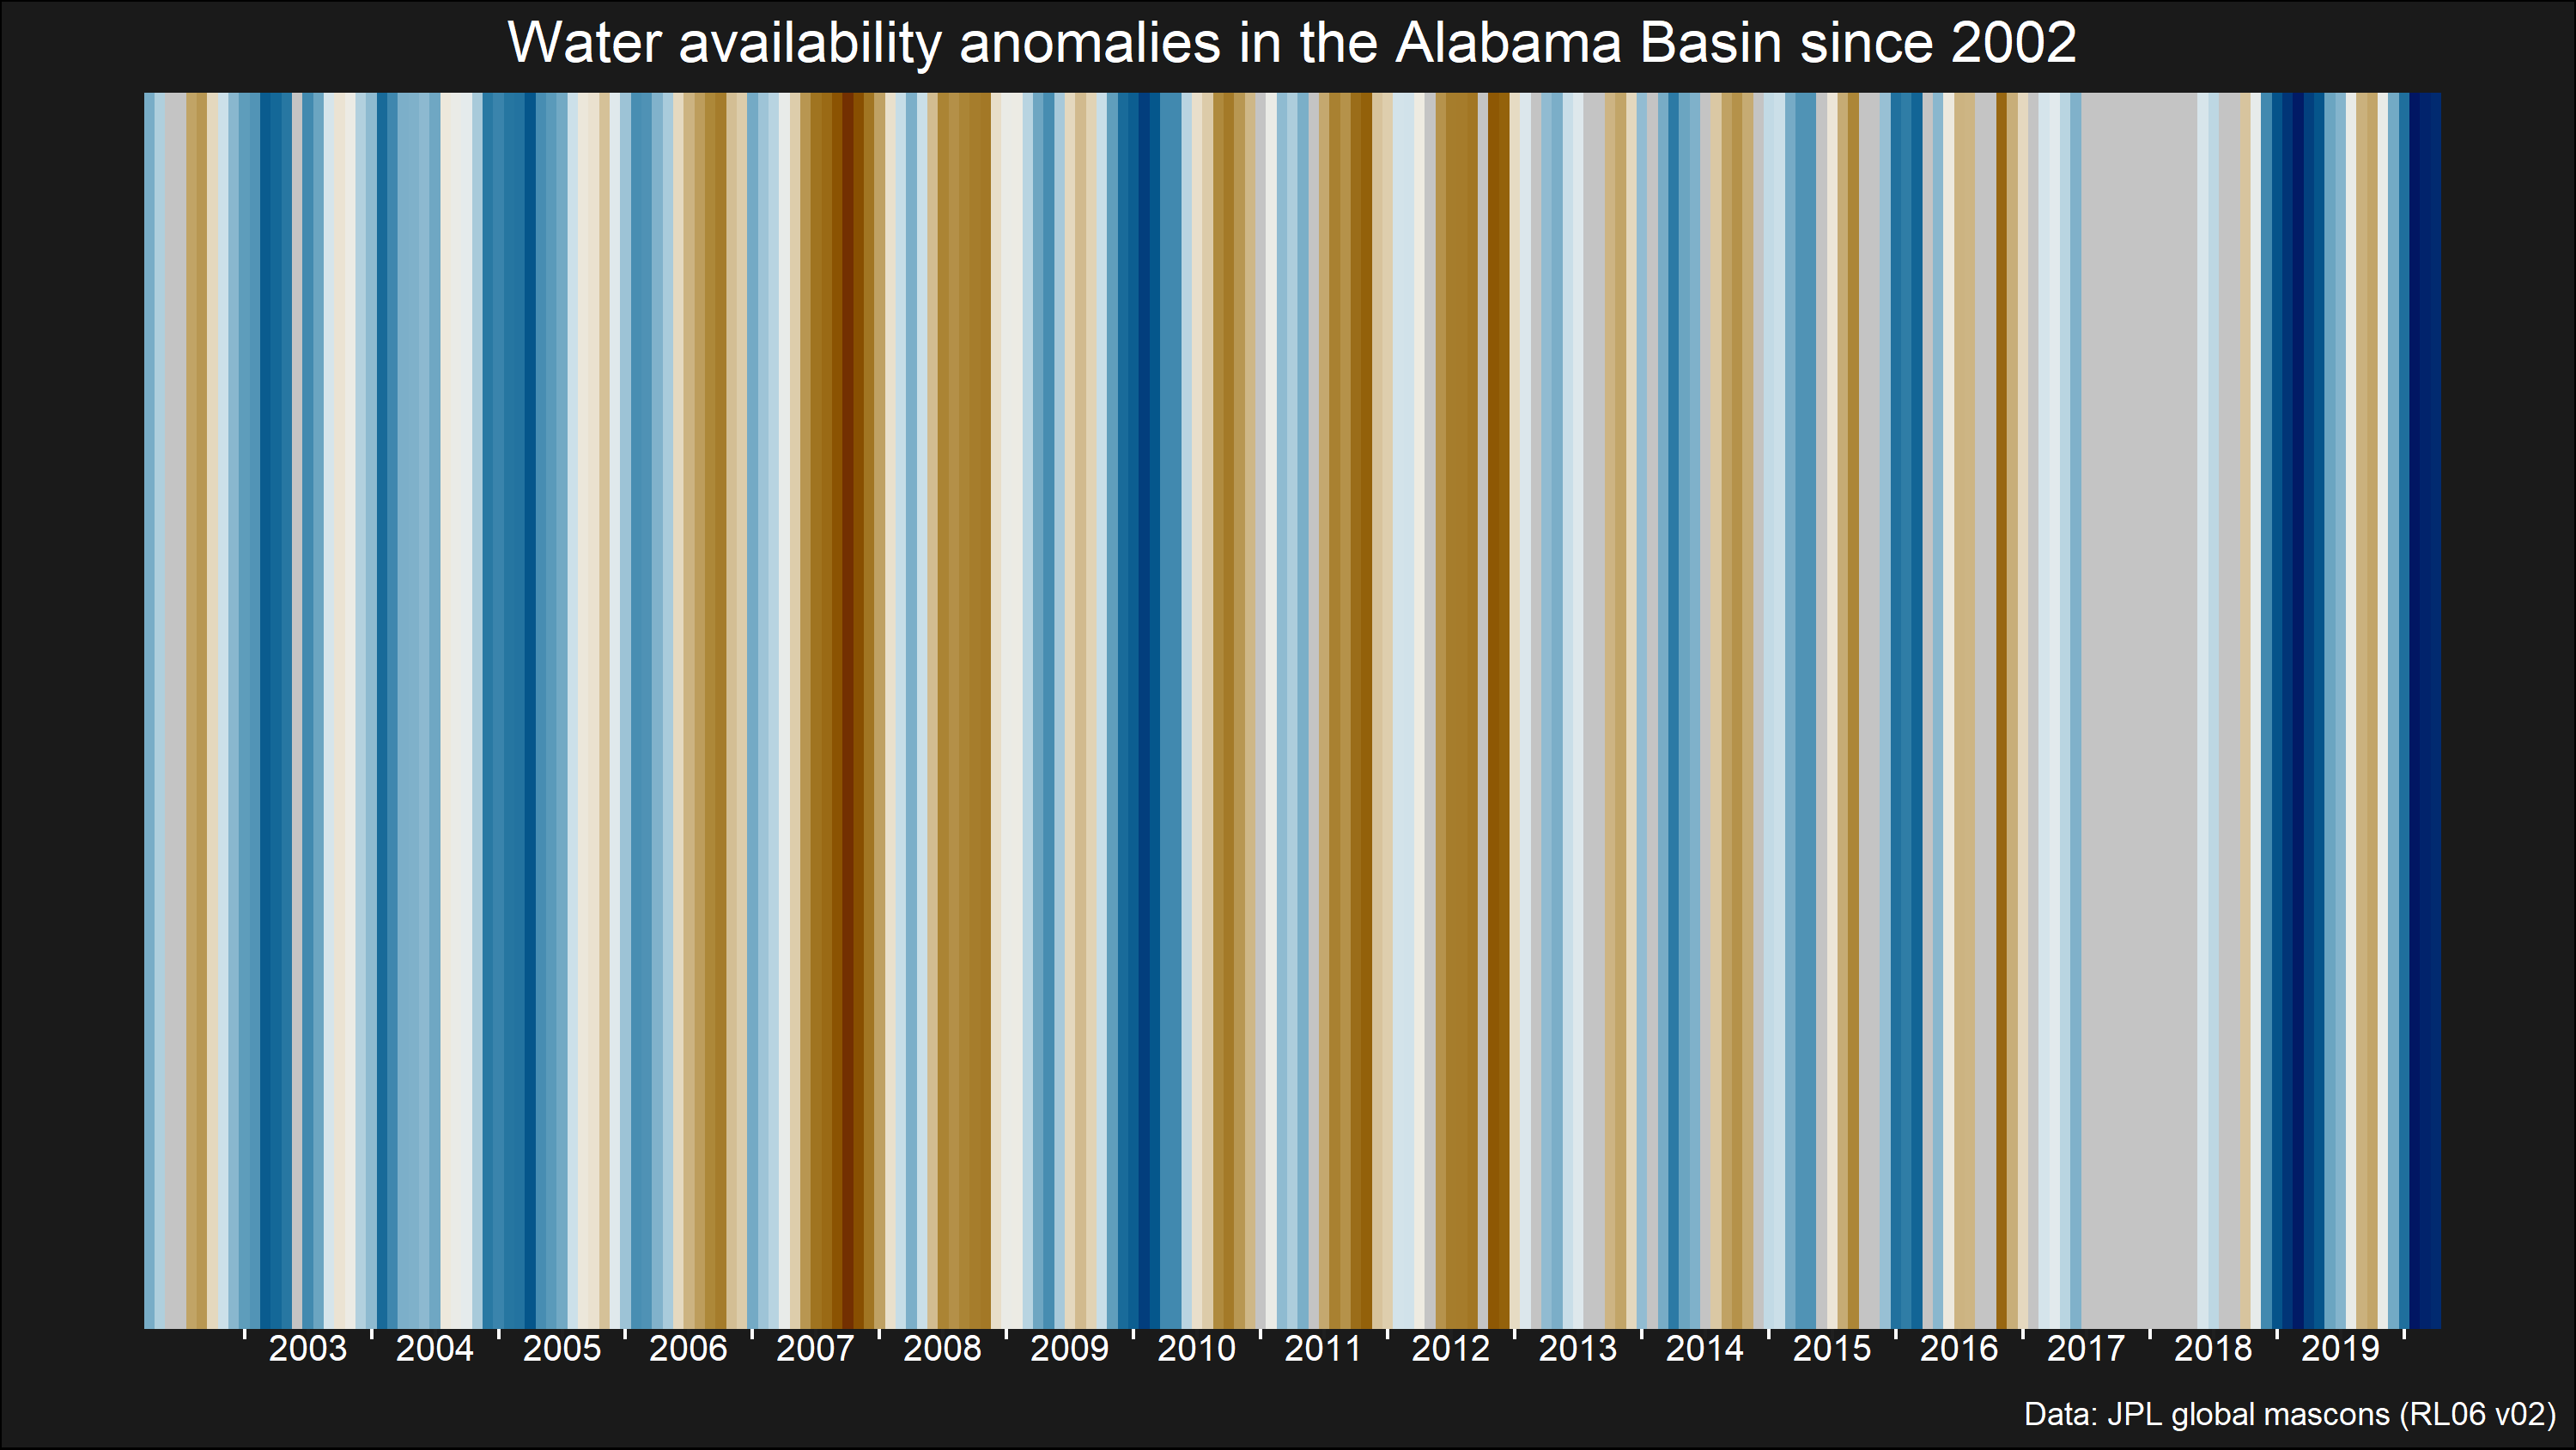 Water availability anomalies in the Alabama Basin since 2002
2003 2004 2005 2006 2007 2008 2009 2010 2011 2012 2013 2014 2015 2016 2017 2018 2019
Data: JPL global mascons (RL06 v02)